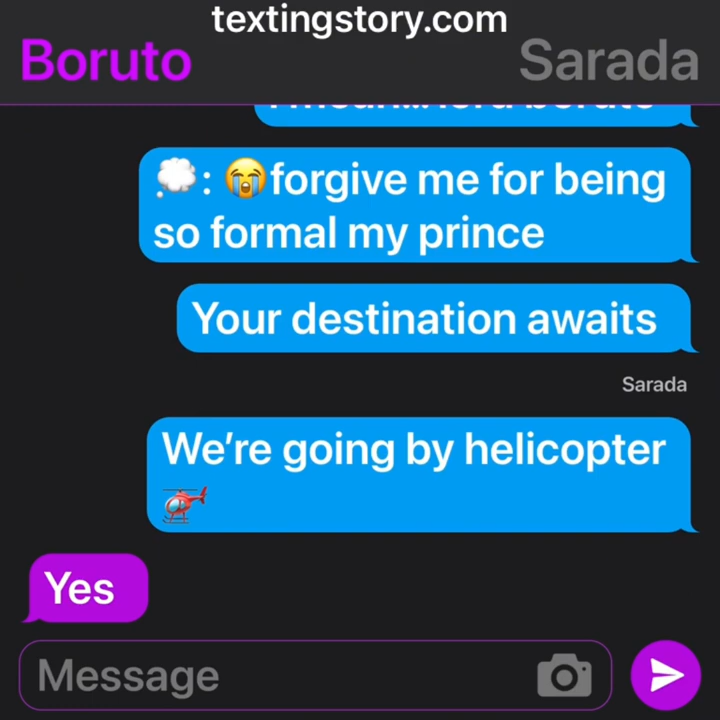 textingstory.com
Boruto Sarada
💭: 😭forgive me for being
so formal my prince
Your destination awaits
Sarada
We're going by helicopter
🚁
Yes
Message